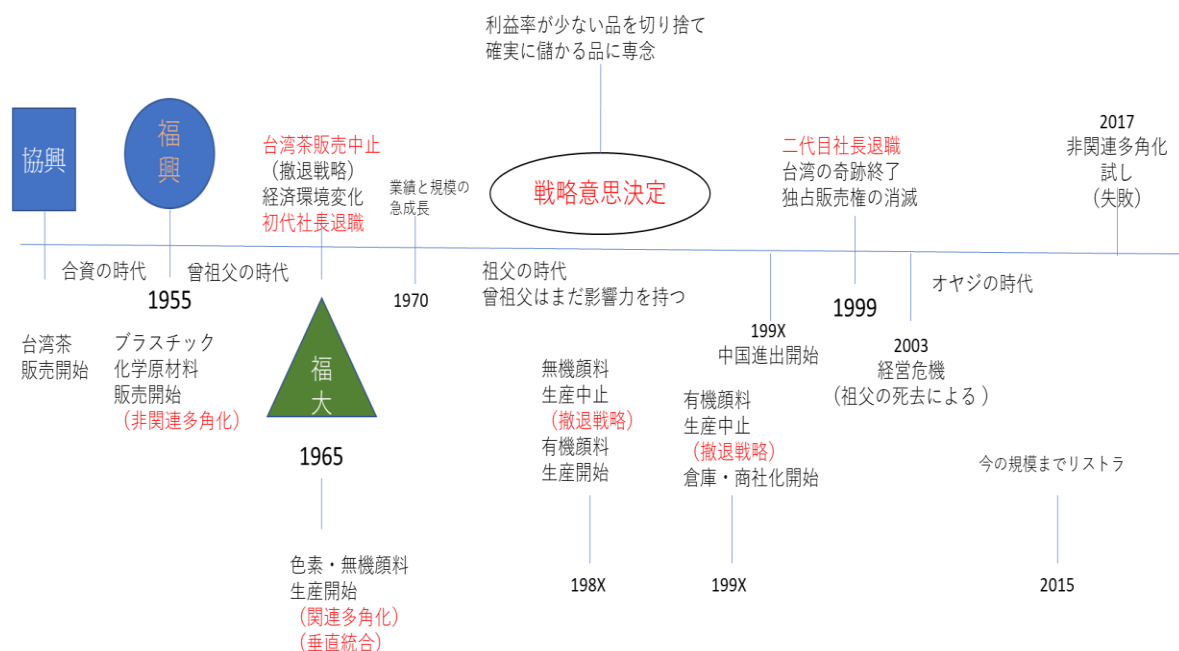 利益率が少ない品を切り捨て
確実に儲かる品に専念
協興
福
興
台湾茶販売中止
（撤退戦略）
経済環境変化
初代社長退職
業績と規模の
急成長
戦略意思決定
二代目社長退職
台湾の奇跡終了
独占販売権の消滅
2017
非関連多角化
試し
（失敗）
合資の時代
曾祖父の時代
1955
1970
祖父の時代
曾祖父はまだ影響力を持つ
199X
中国進出開始
1999
オヤジの時代
2003
経営危機
（祖父の死去による ）
台湾茶
販売開始
プラスチック
化学原材料
販売開始
（非関連多角化）
福
大
1965
無機顔料
生産中止
（撤退戦略）
有機顔料
生産開始
有機顔料
生産中止
（撤退戦略）
倉庫・商社化開始
今の規模までリストラ
色素・無機顔料
生産開始
（関連多角化）
（垂直統合）
198X
199X
2015